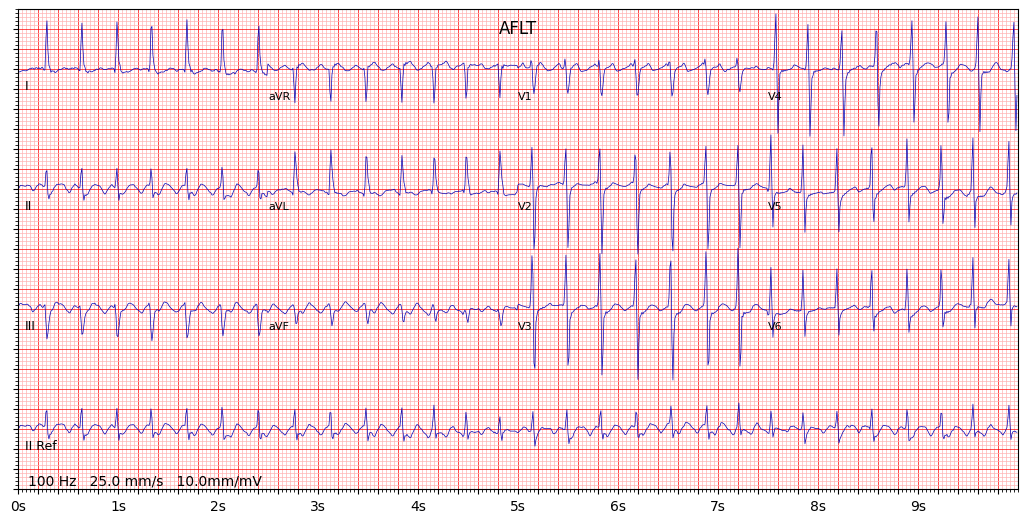 AFLT
I
aVR
V1
V4
II
aVL
V2
V5
III
aVF
V3
V6
II Ref
100 Hz 25.0 mm/s 10.0mm/mV
0s 1s 2s 3s 4s 5s 6s 7s 8s 9s